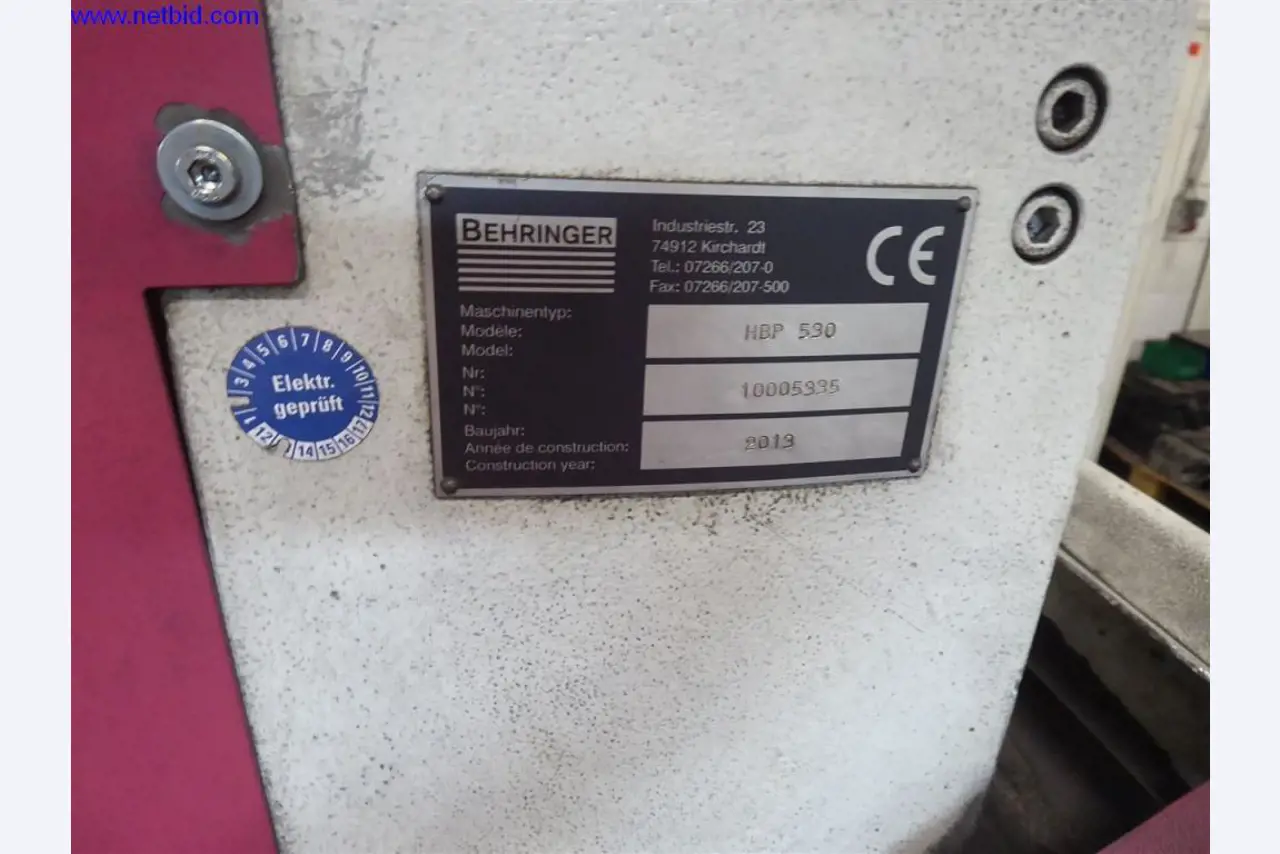 www.netbid.com
BEHRINGER
Industriestr. 23
74912 Kirchardt
Tel.: 07266/207-0
Fax: 07266/207-500
CE
Maschinentyp:
Modèle:
Model:
HBP 530
Nr:
N°:
N°:
10005335
Baujahr:
Année de construction:
Construction year:
2013
1 2 3 4 5 6 7 8 9 10 11 12
Elektr.
geprüft
12 14 15 16 17